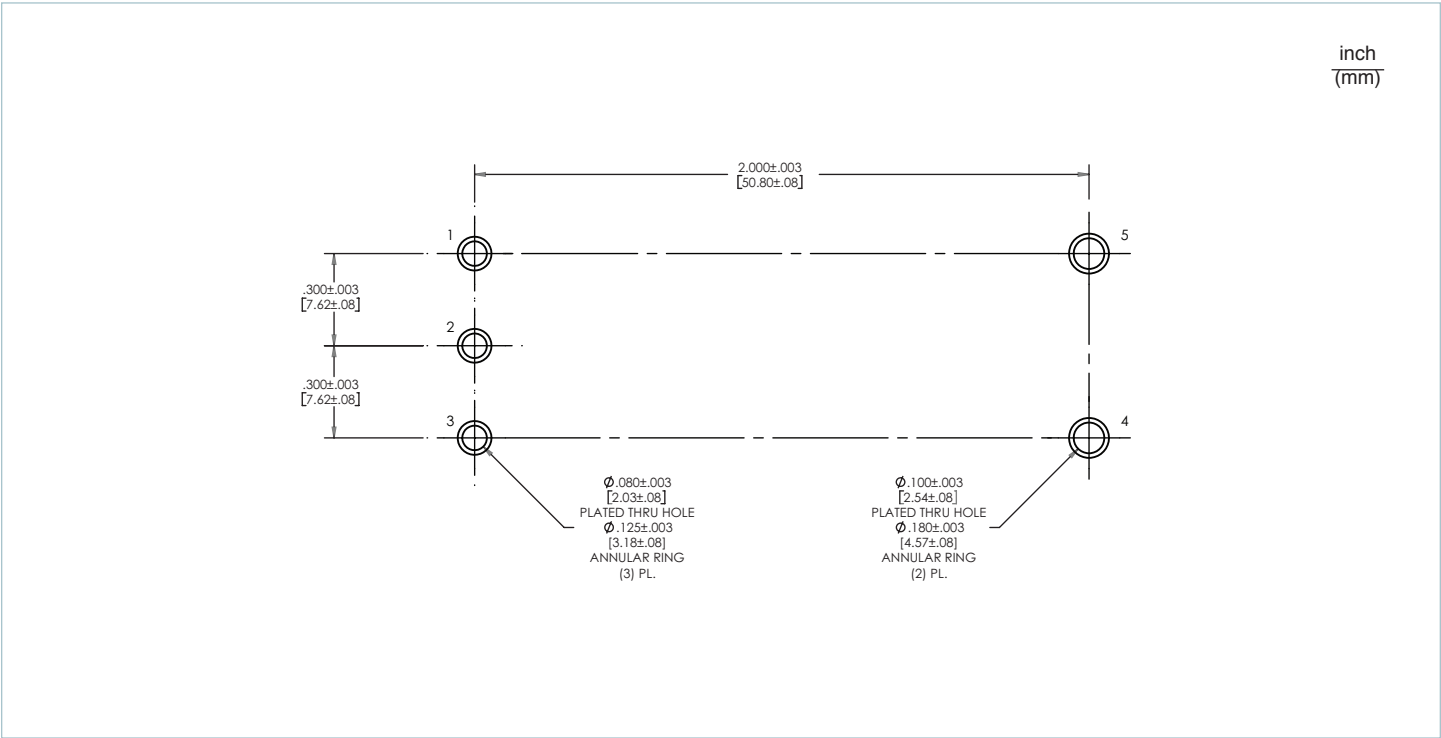 inch
(mm)
2.000±.003
[50.80±.08]
1
5
.300±.003
[7.62±.08]
2
.300±.003
[7.62±.08]
3
4
Ø.080±.003
[2.03±.08]
PLATED THRU HOLE
Ø.125±.003
[3.18±.08]
ANNULAR RING
(3) PL.
Ø.100±.003
[2.54±.08]
PLATED THRU HOLE
Ø.180±.003
[4.57±.08]
ANNULAR RING
(2) PL.